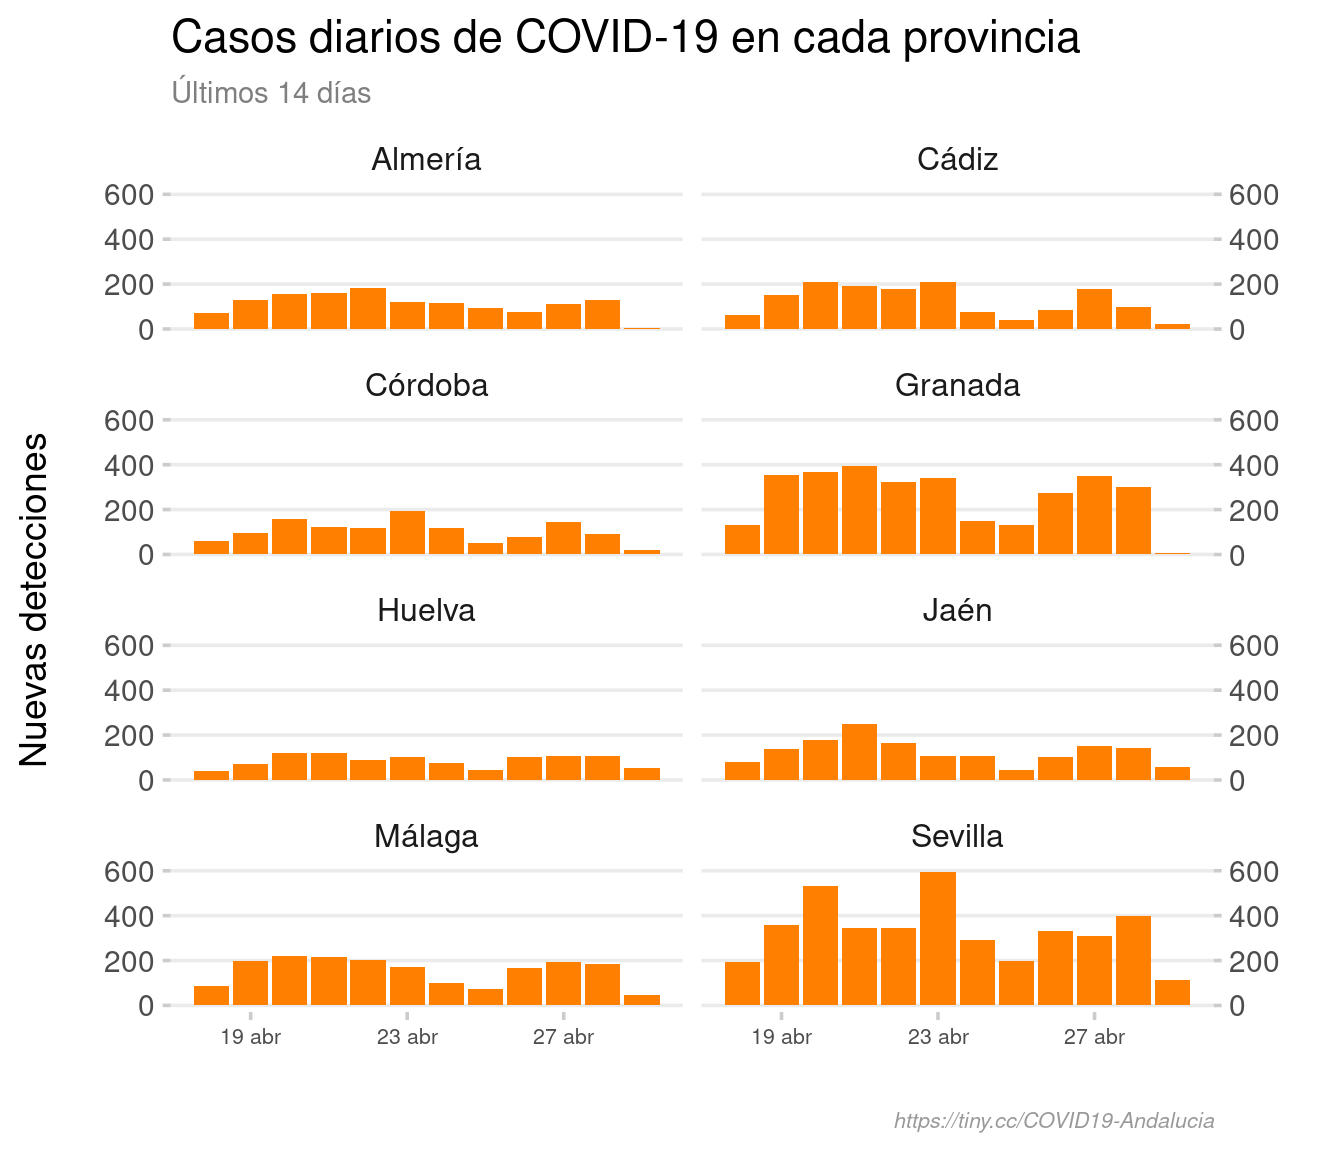 Casos diarios de COVID-19 en cada provincia
Últimos 14 días
Nuevas detecciones
Almería
Cádiz
600
400
200
0
600
400
200
0
Córdoba
Granada
600
400
200
0
600
400
200
0
Huelva
Jaén
600
400
200
0
600
400
200
0
Málaga
Sevilla
600
400
200
0
600
400
200
0
19 abr 23 abr 27 abr
19 abr 23 abr 27 abr
https://tiny.cc/COVID19-Andalucia